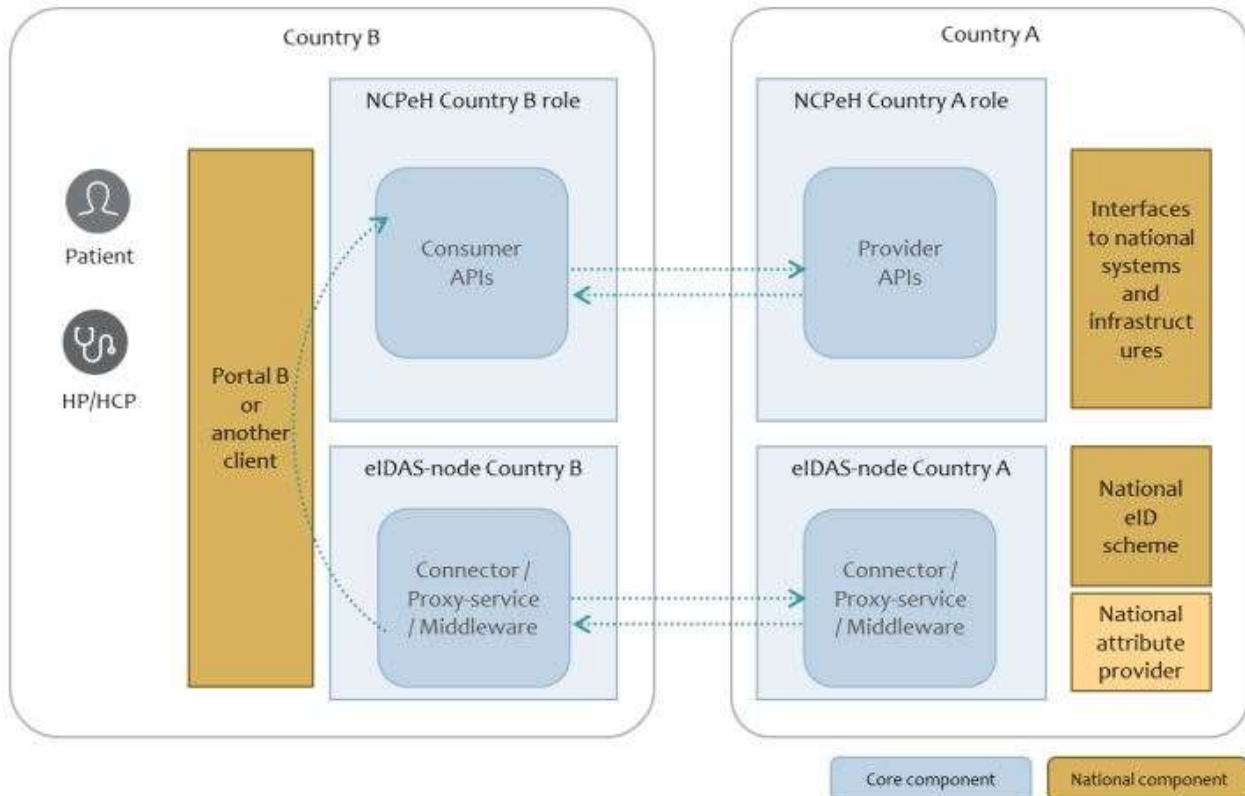 Country B
NCPeH Country B role
Patient
HP/HCP
Portal B
or
another
client
Consumer
APIs
eIDAS-node Country B
Connector /
Proxy-service
/ Middleware
Country A
NCPeH Country A role
Provider
APIs
Interfaces
to national
systems
and
infrastruct
ures
eIDAS-node Country A
Connector /
Proxy-service
/ Middleware
National
eID
scheme
National
attribute
provider
Core component
National component